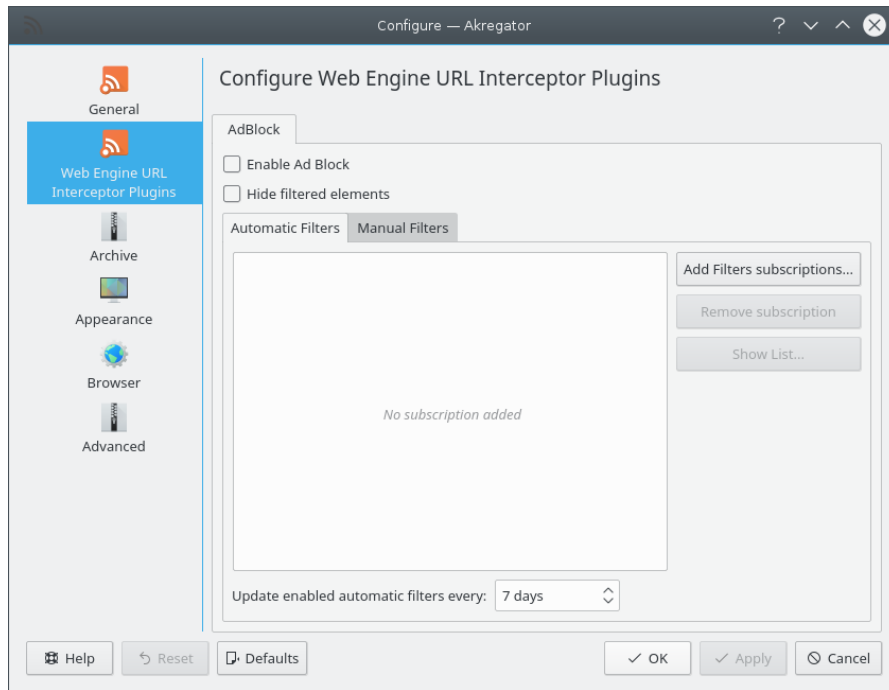 Configure — Akregator
General
Web Engine URL
Interceptor Plugins
Archive
Appearance
Browser
Advanced
Configure Web Engine URL Interceptor Plugins
AdBlock
Enable Ad Block
Hide filtered elements
Automatic Filters
Manual Filters
No subscription added
Add Filters subscriptions...
Remove subscription
Show List...
Update enabled automatic filters every:
7 days
Help
Reset
Defaults
OK
Apply
Cancel